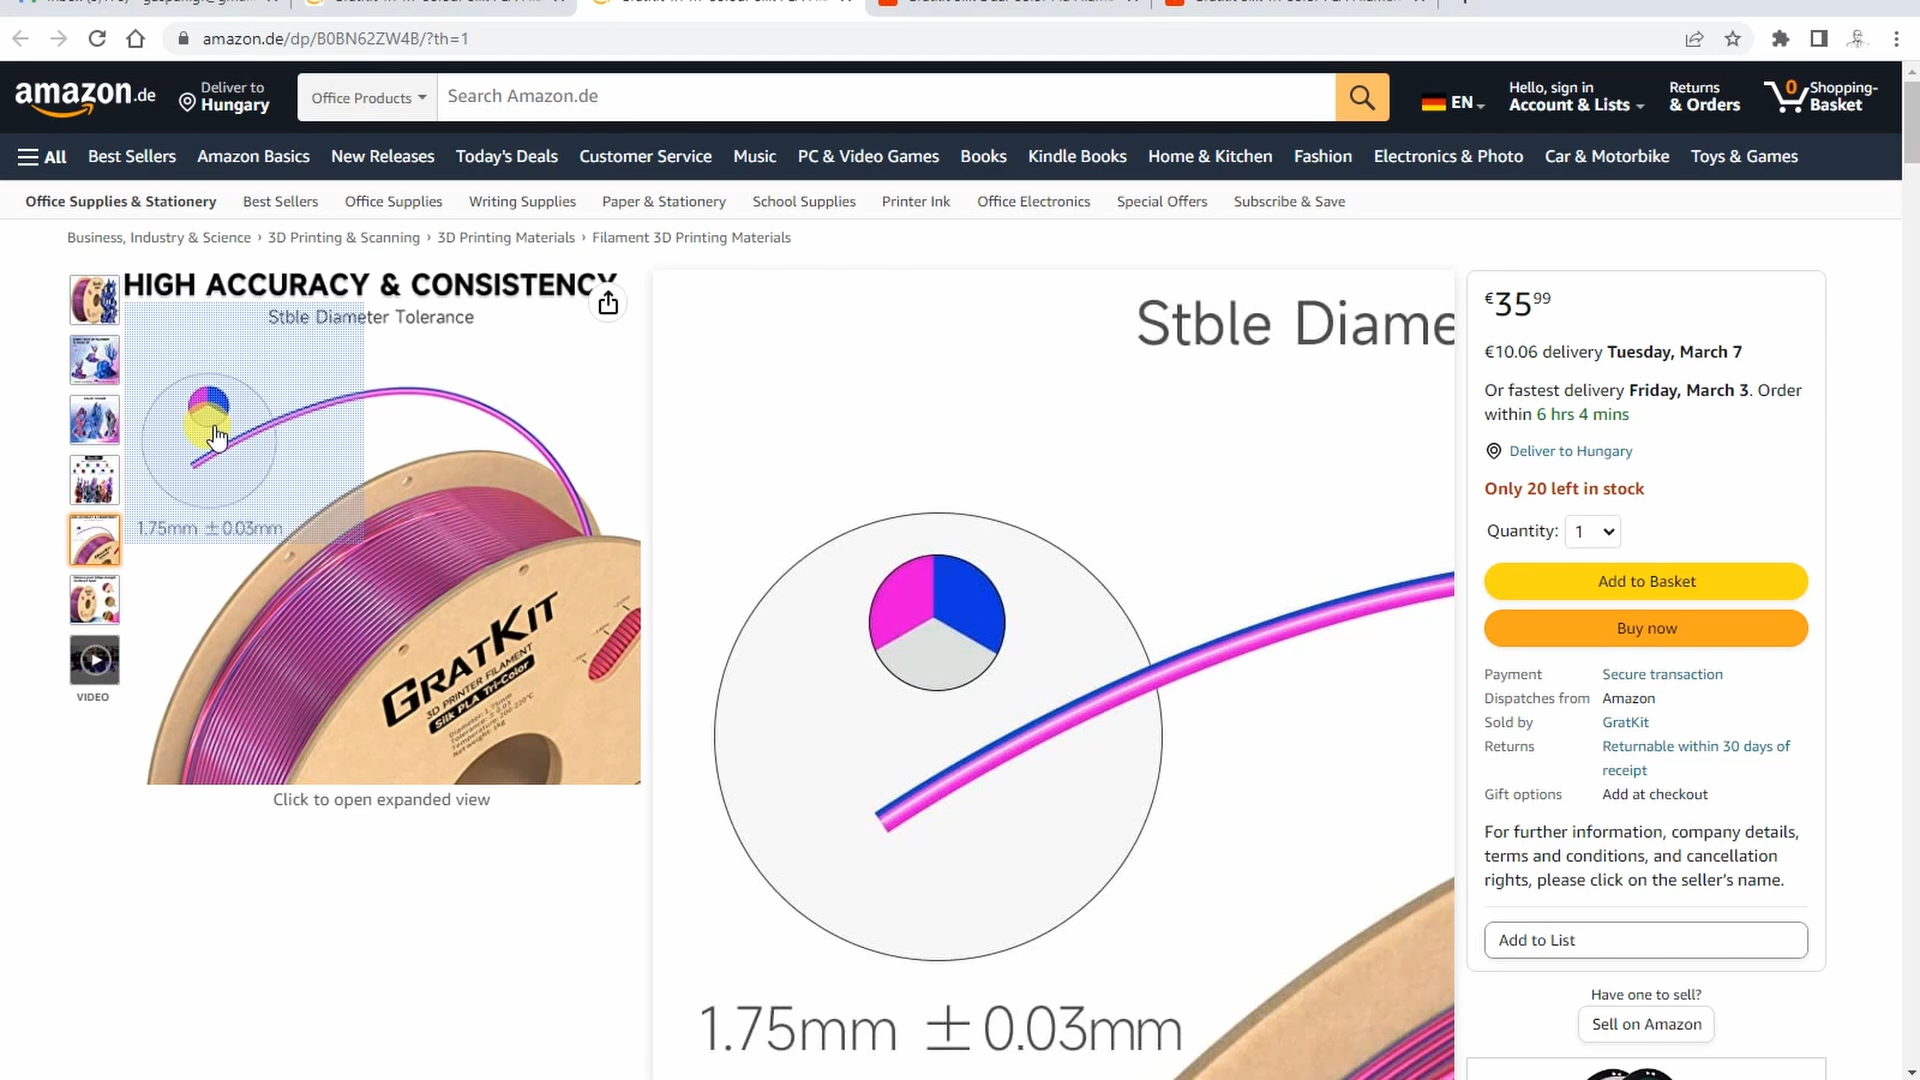 amazon.de/dp/B0BN62ZW4B/?th=1
amazon.de
Deliver to
Hungary
Office Products
Search Amazon.de
EN
Hello, sign in
Account & Lists
Returns
& Orders
0
Shopping-
Basket
All
Best Sellers
Amazon Basics
New Releases
Today's Deals
Customer Service
Music
PC & Video Games
Books
Kindle Books
Home & Kitchen
Fashion
Electronics & Photo
Car & Motorbike
Toys & Games
Office Supplies & Stationery
Best Sellers
Office Supplies
Writing Supplies
Paper & Stationery
School Supplies
Printer Ink
Office Electronics
Special Offers
Subscribe & Save
Business, Industry & Science › 3D Printing & Scanning › 3D Printing Materials › Filament 3D Printing Materials
HIGH ACCURACY & CONSISTENCY
Stble Diameter Tolerance
1.75mm ±0.03mm
GRATKIT
3D PRINTER FILAMENT
Silk PLA Tri-Color
VIDEO
Click to open expanded view
Stble Diame
1.75mm ±0.03mm
€3599
€10.06 delivery Tuesday, March 7
Or fastest delivery Friday, March 3. Order
within 6 hrs 4 mins
Deliver to Hungary
Only 20 left in stock
Quantity: 1
Add to Basket
Buy now
Payment Secure transaction
Dispatches from Amazon
Sold by GratKit
Returns Returnable within 30 days of
receipt
Gift options Add at checkout
For further information, company details,
terms and conditions, and cancellation
rights, please click on the seller's name.
Add to List
Have one to sell?
Sell on Amazon